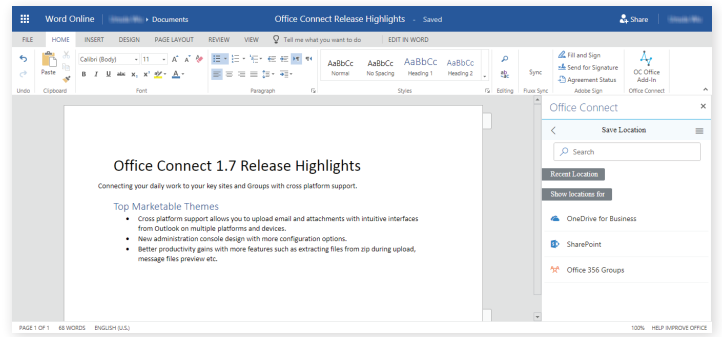 Word Online
Documents
Office Connect Release Highlights - Saved
Share
FILE HOME INSERT DESIGN PAGE LAYOUT REVIEW VIEW Tell me what you want to do EDIT IN WORD
Calibri (Body) 11
Paste
B I U abc x₂ x² A
AaBbCc AaBbCc AaBbCc AaBbCc
Normal No Spacing Heading 1 Heading 2
Sync
Fill and Sign
Send for Signature
Agreement Status
OC Office
Add-In
Undo Clipboard Font Paragraph Styles Editing Fluix Sync Adobe Sign Office Connect
Office Connect 1.7 Release Highlights
Connecting your daily work to your key sites and Groups with cross platform support.
Top Marketable Themes
• Cross platform support allows you to upload email and attachments with intuitive interfaces
from Outlook on multiple platforms and devices.
• New administration console design with more configuration options.
• Better productivity gains with more features such as extracting files from zip during upload,
message files preview etc.
Office Connect ×
Save Location
Search
Recent Location
Show locations for
OneDrive for Business
SharePoint
Office 356 Groups
PAGE 1 OF 1 68 WORDS ENGLISH (U.S.) 100% HELP IMPROVE OFFICE